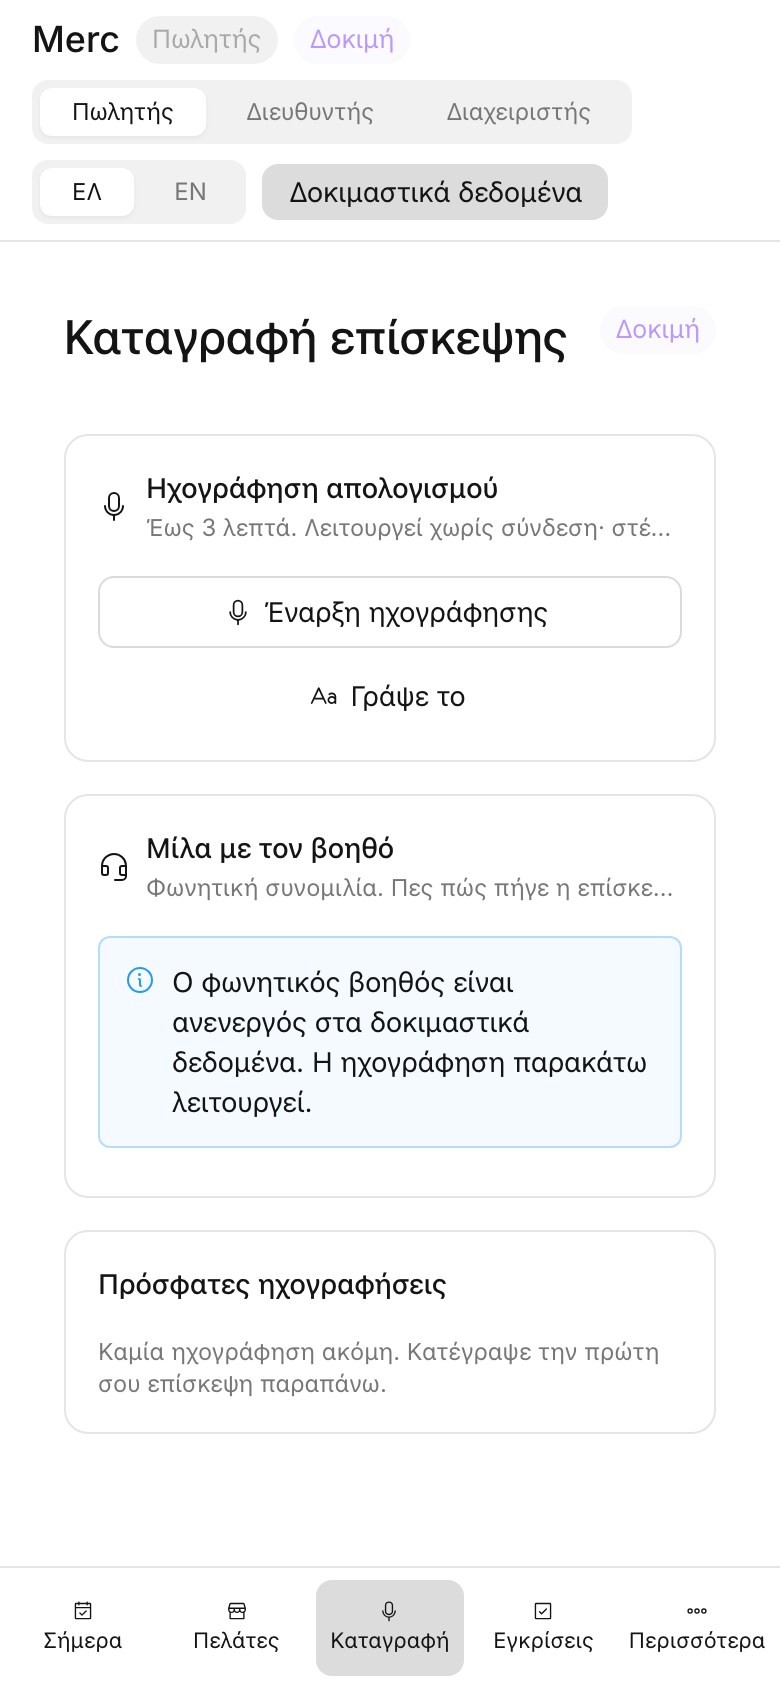 Merc Πωλητής Δοκιμή
Πωλητής Διευθυντής Διαχειριστής
ΕΛ EN Δοκιμαστικά δεδομένα
Καταγραφή επίσκεψης Δοκιμή
Ηχογράφηση απολογισμού
Έως 3 λεπτά. Λειτουργεί χωρίς σύνδεση· στέ...
Έναρξη ηχογράφησης
Aa Γράψε το
Μίλα με τον βοηθό
Φωνητική συνομιλία. Πες πώς πήγε η επίσκε...
Ο φωνητικός βοηθός είναι
ανενεργός στα δοκιμαστικά
δεδομένα. Η ηχογράφηση παρακάτω
λειτουργεί.
Πρόσφατες ηχογραφήσεις
Καμία ηχογράφηση ακόμη. Κατέγραψε την πρώτη
σου επίσκεψη παραπάνω.
Σήμερα Πελάτες Καταγραφή Εγκρίσεις Περισσότερα